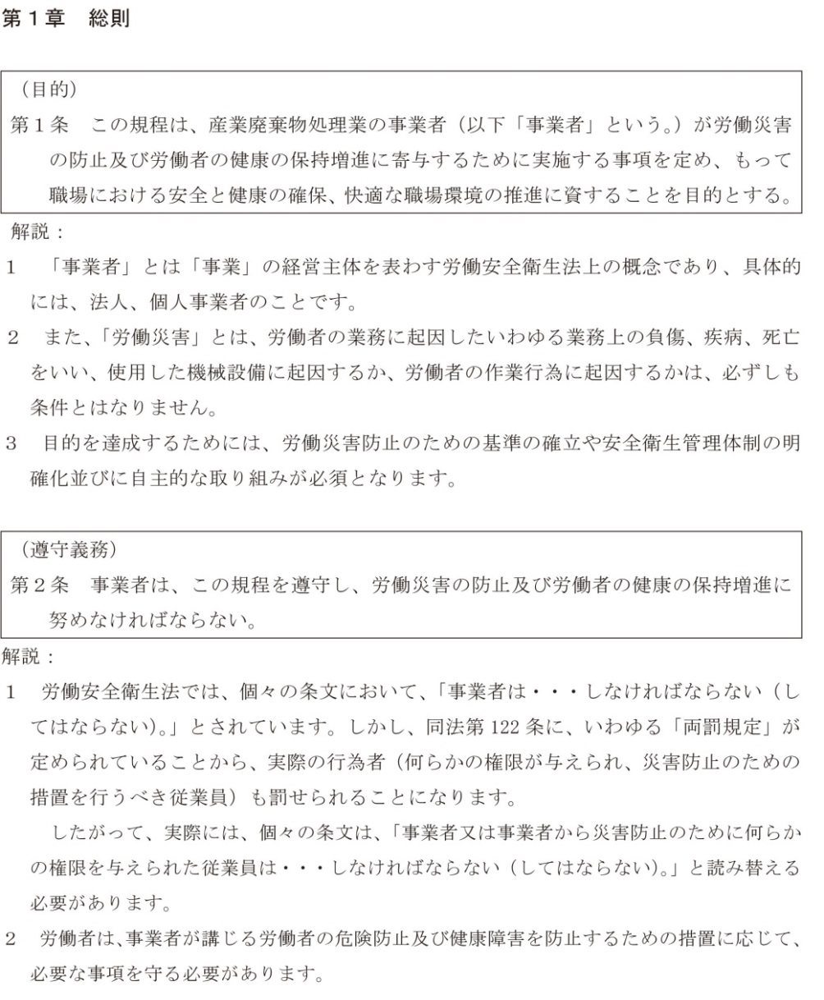 第1章　総則
（目的）
第１条　この規程は、産業廃棄物処理業の事業者（以下「事業者」という。）が労働災害
の防止及び労働者の健康の保持増進に寄与するために実施する事項を定め、もって
職場における安全と健康の確保、快適な職場環境の推進に資することを目的とする。
解説：
１　「事業者」とは「事業」の経営主体を表わす労働安全衛生法上の概念であり、具体的
には、法人、個人事業者のことです。
２　また、「労働災害」とは、労働者の業務に起因したいわゆる業務上の負傷、疾病、死亡
をいい、使用した機械設備に起因するか、労働者の作業行為に起因するかは、必ずしも
条件とはなりません。
３　目的を達成するためには、労働災害防止のための基準の確立や安全衛生管理体制の明
確化並びに自主的な取り組みが必須となります。
（遵守義務）
第２条　事業者は、この規程を遵守し、労働災害の防止及び労働者の健康の保持増進に
努めなければならない。
解説：
１　労働安全衛生法では、個々の条文において、「事業者は・・・しなければならない（し
てはならない）。」とされています。しかし、同法第 122 条に、いわゆる「両罰規定」が
定められていることから、実際の行為者（何らかの権限が与えられ、災害防止のための
措置を行うべき従業員）も罰せられることになります。
したがって、実際には、個々の条文は、「事業者又は事業者から災害防止のために何らか
の権限を与えられた従業員は・・・しなければならない（してはならない）。」と読み替える
必要があります。
２　労働者は、事業者が講じる労働者の危険防止及び健康障害を防止するための措置に応じて、
必要な事項を守る必要があります。